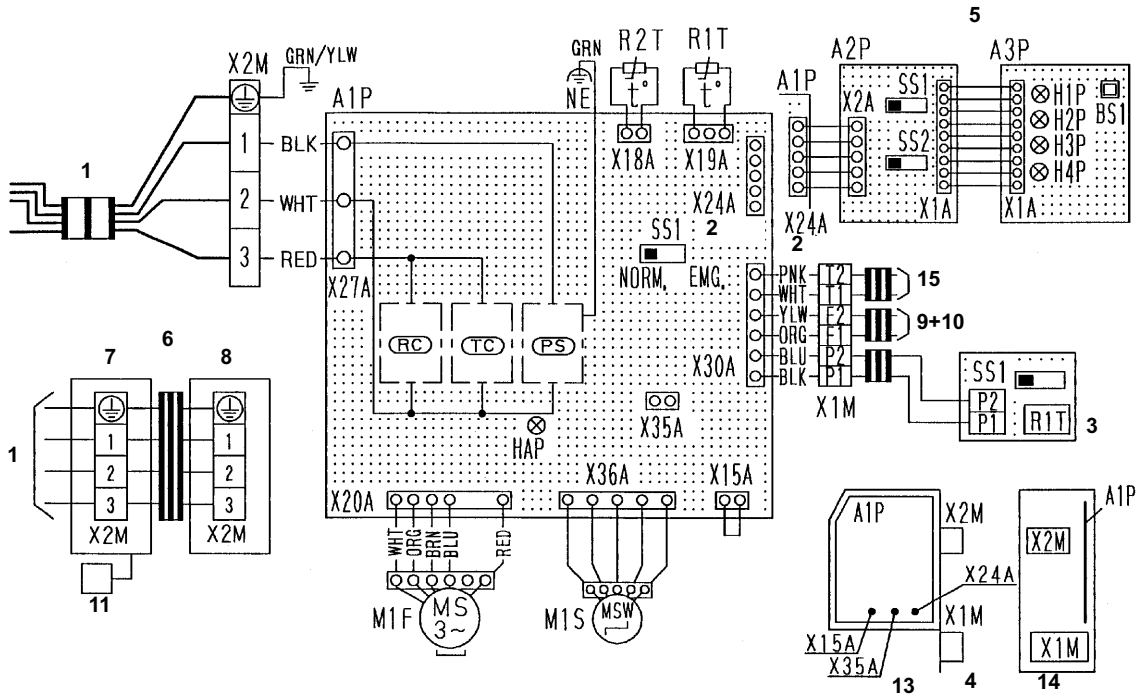 5
X2M
GRN/YLW
1
1
2
3
BLK
WHT
RED
A1P
X27A
GRN
NE
R2T
t°
X18A
R1T
t°
X19A
X24A
2
SS1
NORM.
EMG.
RC
TC
PS
HAP
X35A
X30A
X20A
X36A
X15A
WHT
ORG
BRN
BLU
RED
M1F
MS
3~
M1S
MSW
A1P
X24A
2
A2P
X2A
SS1
SS2
X1A
A3P
X1A
H1P
H2P
H3P
H4P
BS1
PNK
WHT
YLW
ORG
BLU
BLK
T2
T1
F2
F1
P2
P1
X1M
15
9+10
SS1
P2
P1
R1T
3
7
6
8
1
1
2
3
X2M
1
2
3
X2M
11
A1P
X2M
X24A
X1M
X15A
X35A
13
4
A1P
X2M
X1M
14